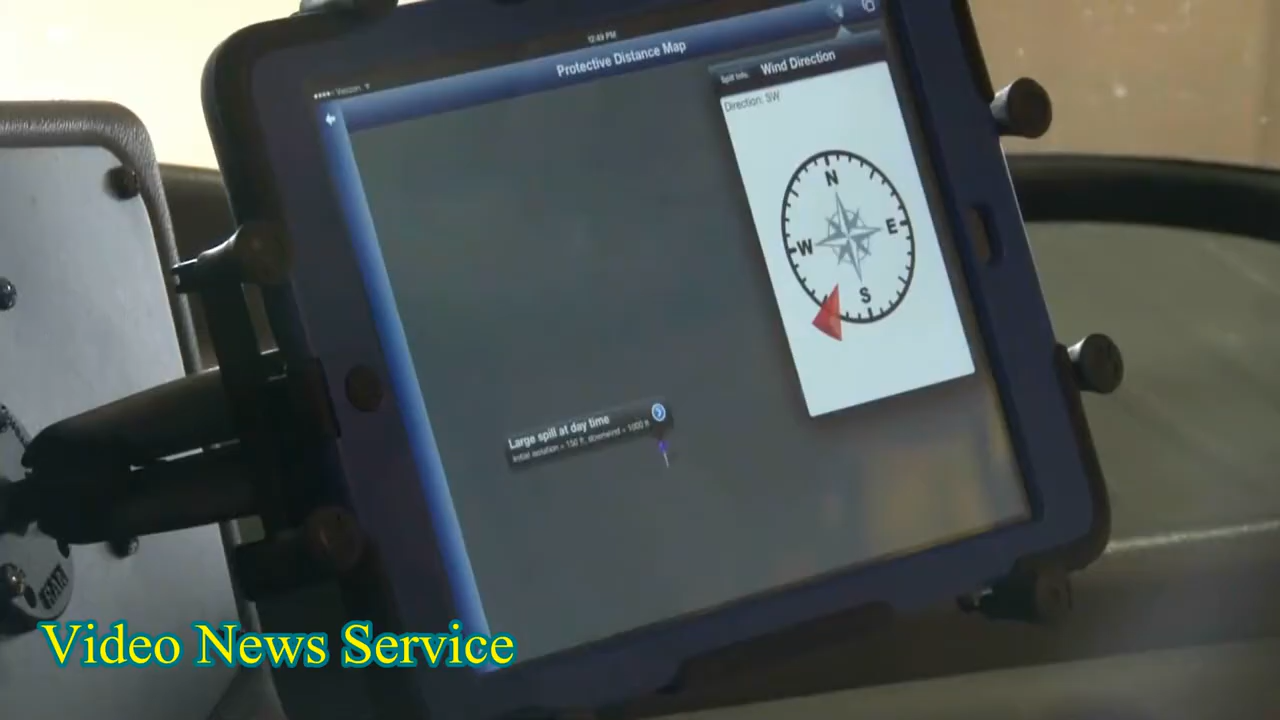 12:49 PM
Verizon
Protective Distance Map
Spill Info
Wind Direction
Direction: SW
N
W
E
S
Large spill at day time
Initial isolation = 150 ft, downwind = 1000 ft
Video News Service